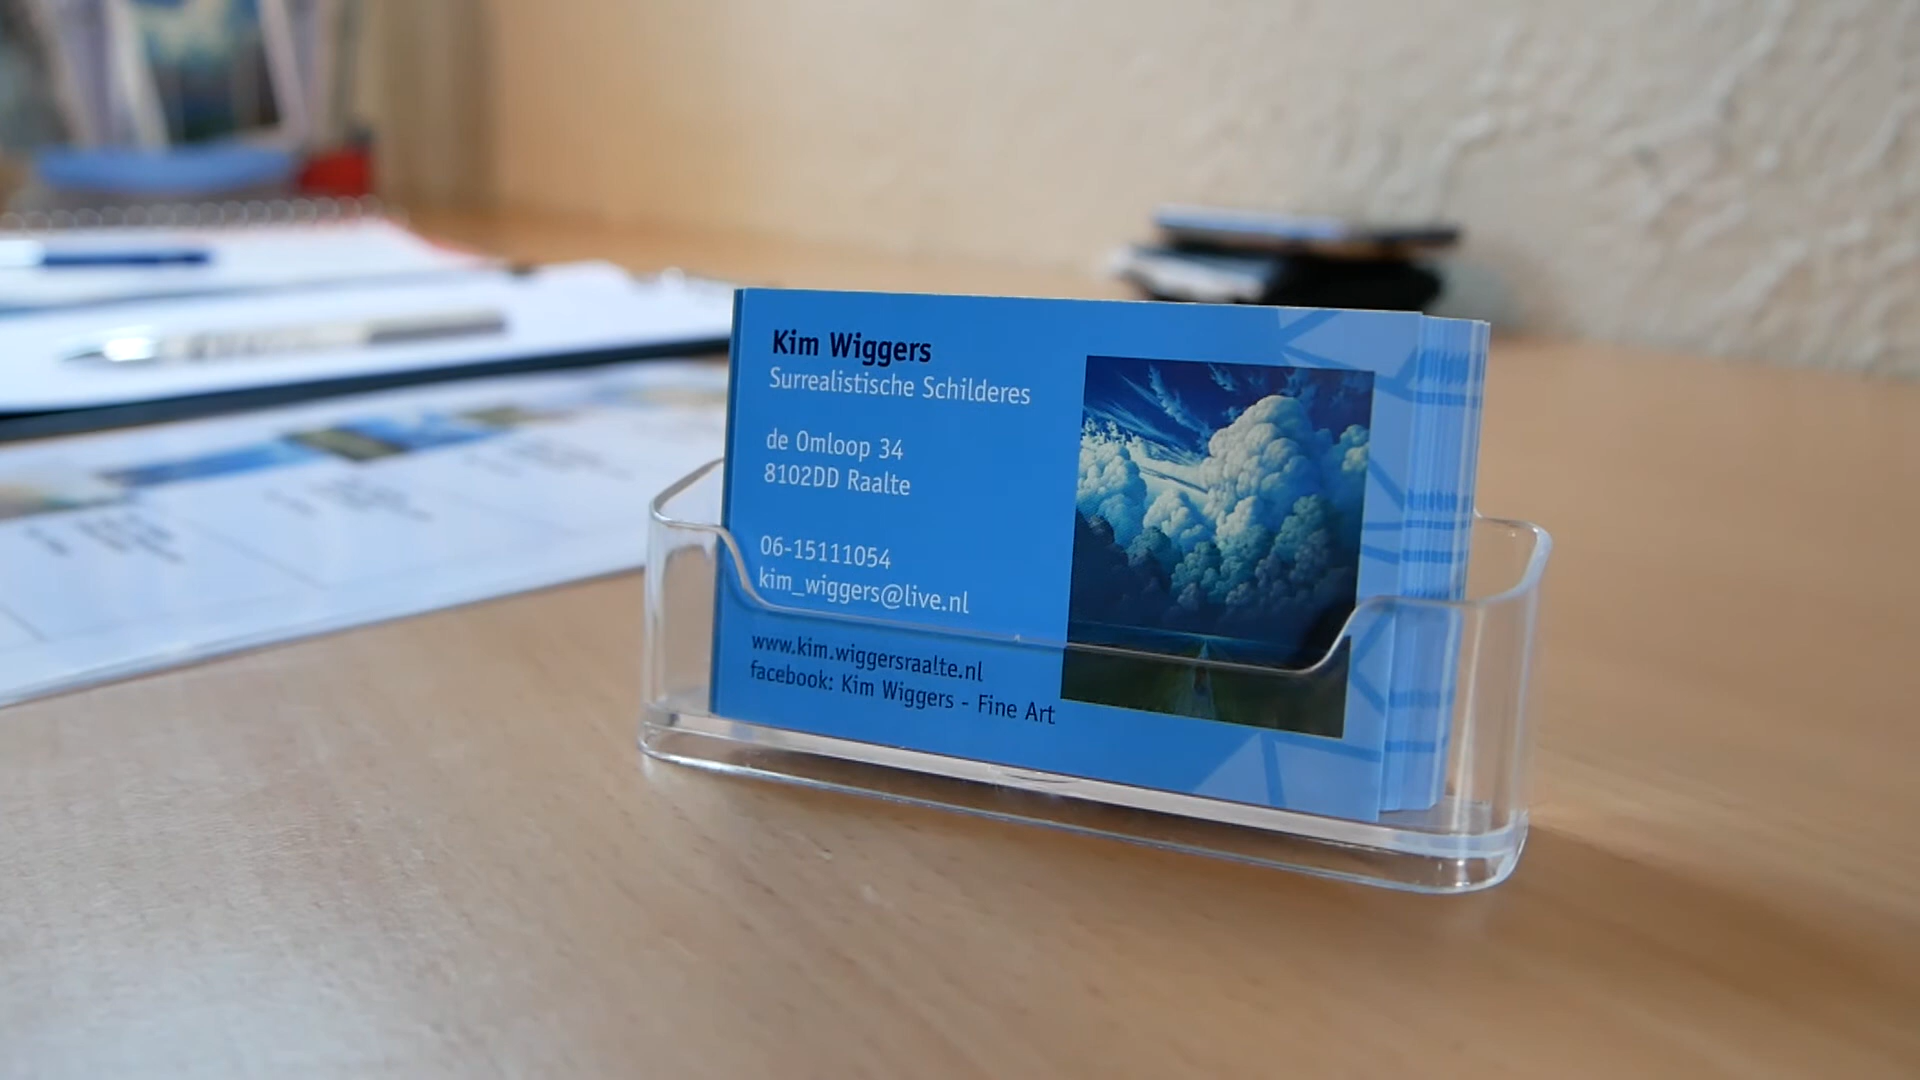 Kim Wiggers
Surrealistische Schilderes
de Omloop 34
8102DD Raalte
06-15111054
kim_wiggers@live.nl
www.kim.wiggersraalte.nl
facebook: Kim Wiggers - Fine Art